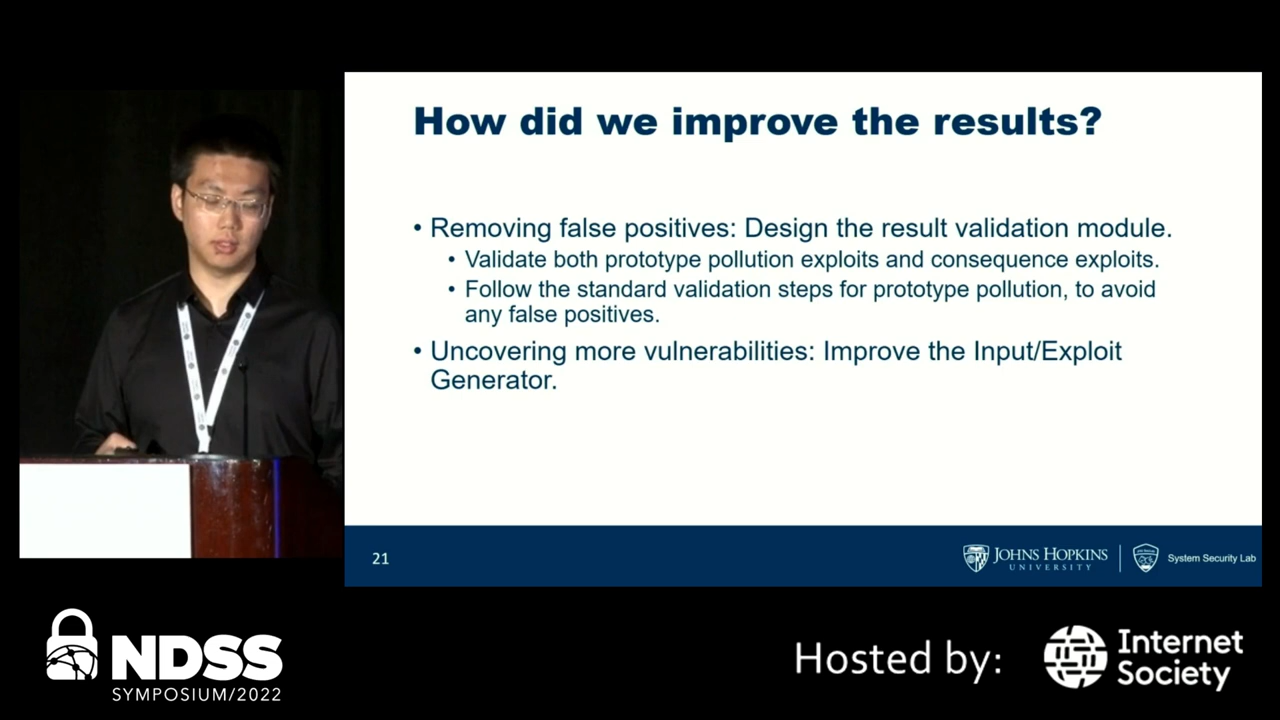 How did we improve the results?
• Removing false positives: Design the result validation module.
• Validate both prototype pollution exploits and consequence exploits.
• Follow the standard validation steps for prototype pollution, to avoid
any false positives.
• Uncovering more vulnerabilities: Improve the Input/Exploit
Generator.
21
JOHNS HOPKINS
UNIVERSITY
System Security Lab
NDSS
SYMPOSIUM/2022
Hosted by:
Internet
Society